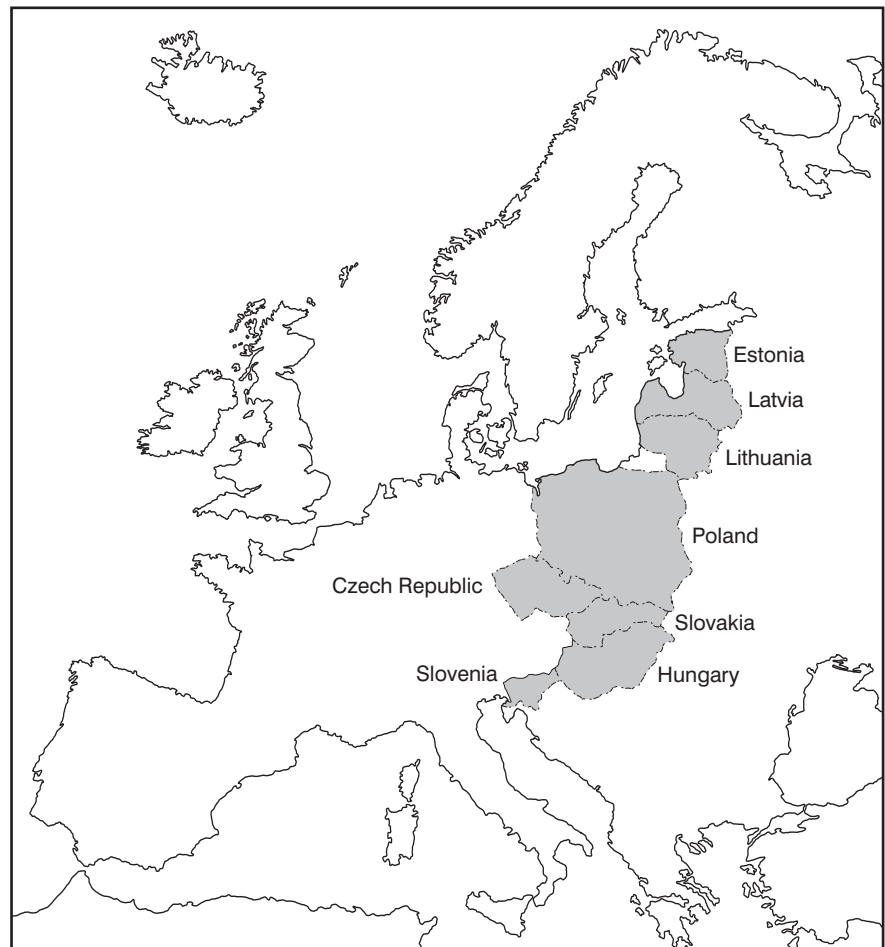 Estonia
Latvia
Lithuania
Poland
Czech Republic
Slovakia
Slovenia
Hungary